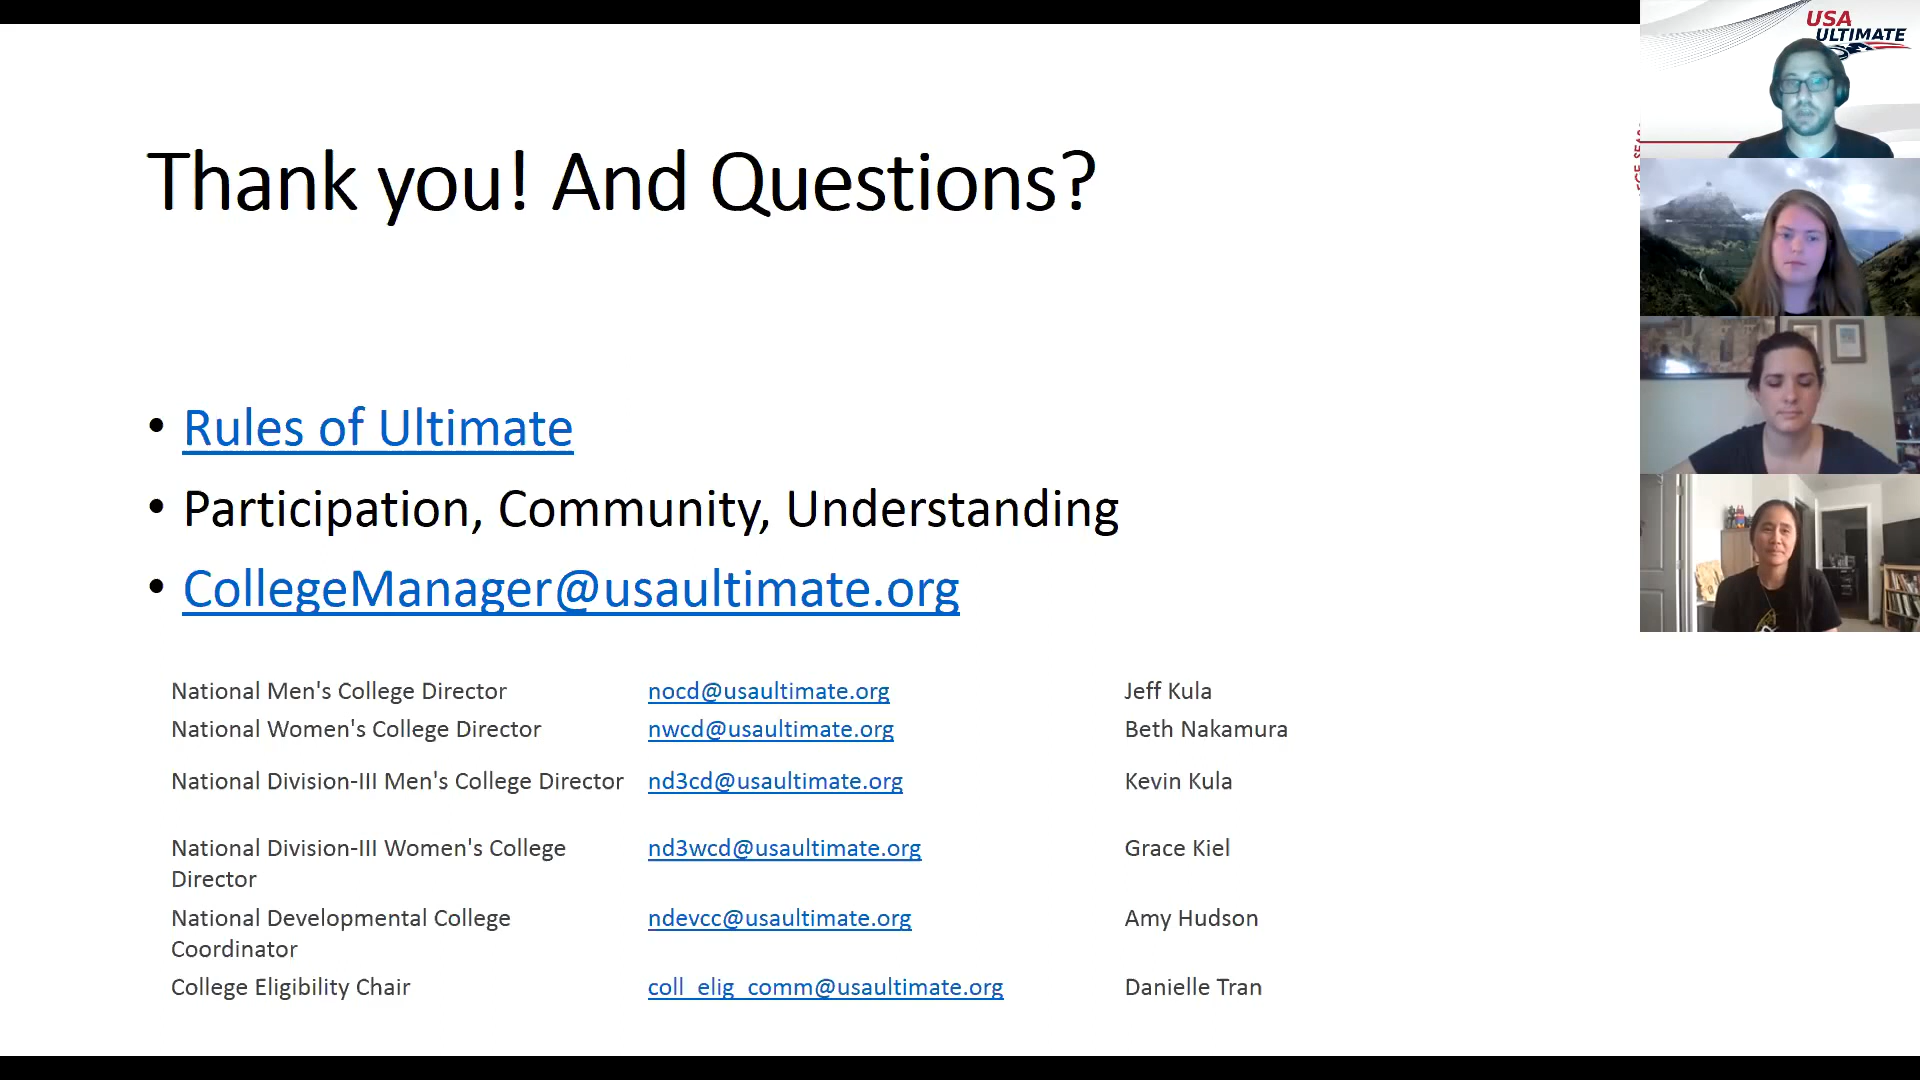 USA
ULTIMATE
Thank you! And Questions?
• Rules of Ultimate
• Participation, Community, Understanding
• CollegeManager@usaultimate.org
National Men's College Director nocd@usaultimate.org Jeff Kula
National Women's College Director nwcd@usaultimate.org Beth Nakamura
National Division-III Men's College Director nd3cd@usaultimate.org Kevin Kula
National Division-III Women's College nd3wcd@usaultimate.org Grace Kiel
Director
National Developmental College ndevcc@usaultimate.org Amy Hudson
Coordinator
College Eligibility Chair coll_elig_comm@usaultimate.org Danielle Tran